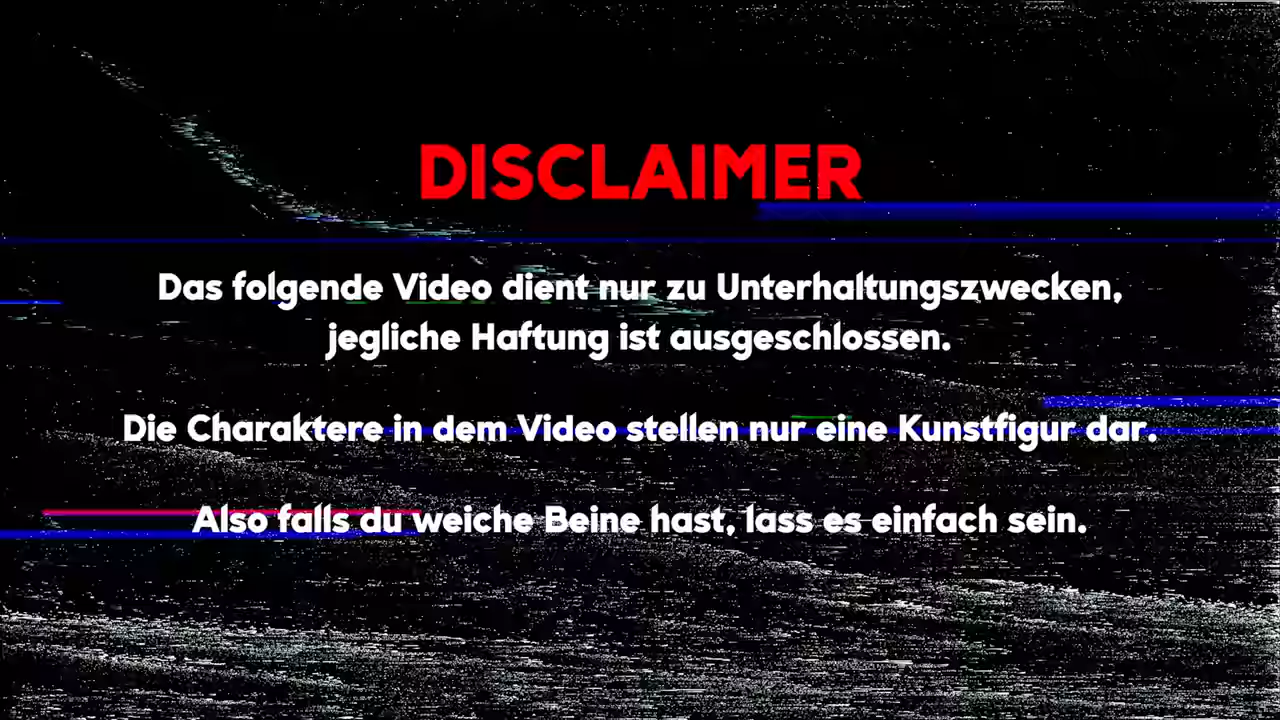 DISCLAIMER
Das folgende Video dient nur zu Unterhaltungszwecken,
jegliche Haftung ist ausgeschlossen.
Die Charaktere in dem Video stellen nur eine Kunstfigur dar.
Also falls du weiche Beine hast, lass es einfach sein.